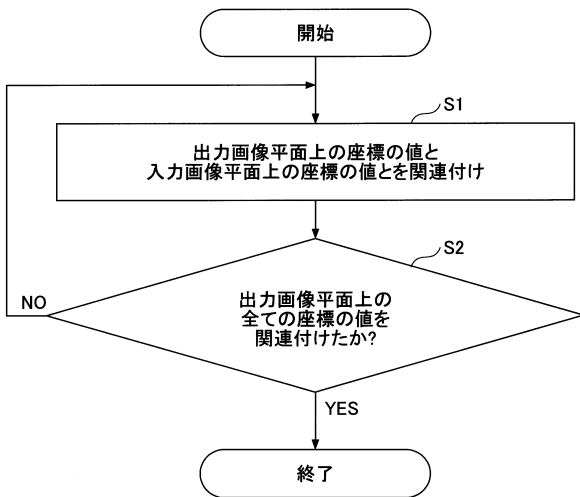 開始
S1
出力画像平面上の座標の値と
入力画像平面上の座標の値とを関連付け
S2
出力画像平面上の
全ての座標の値を
関連付けたか?
NO
YES
終了